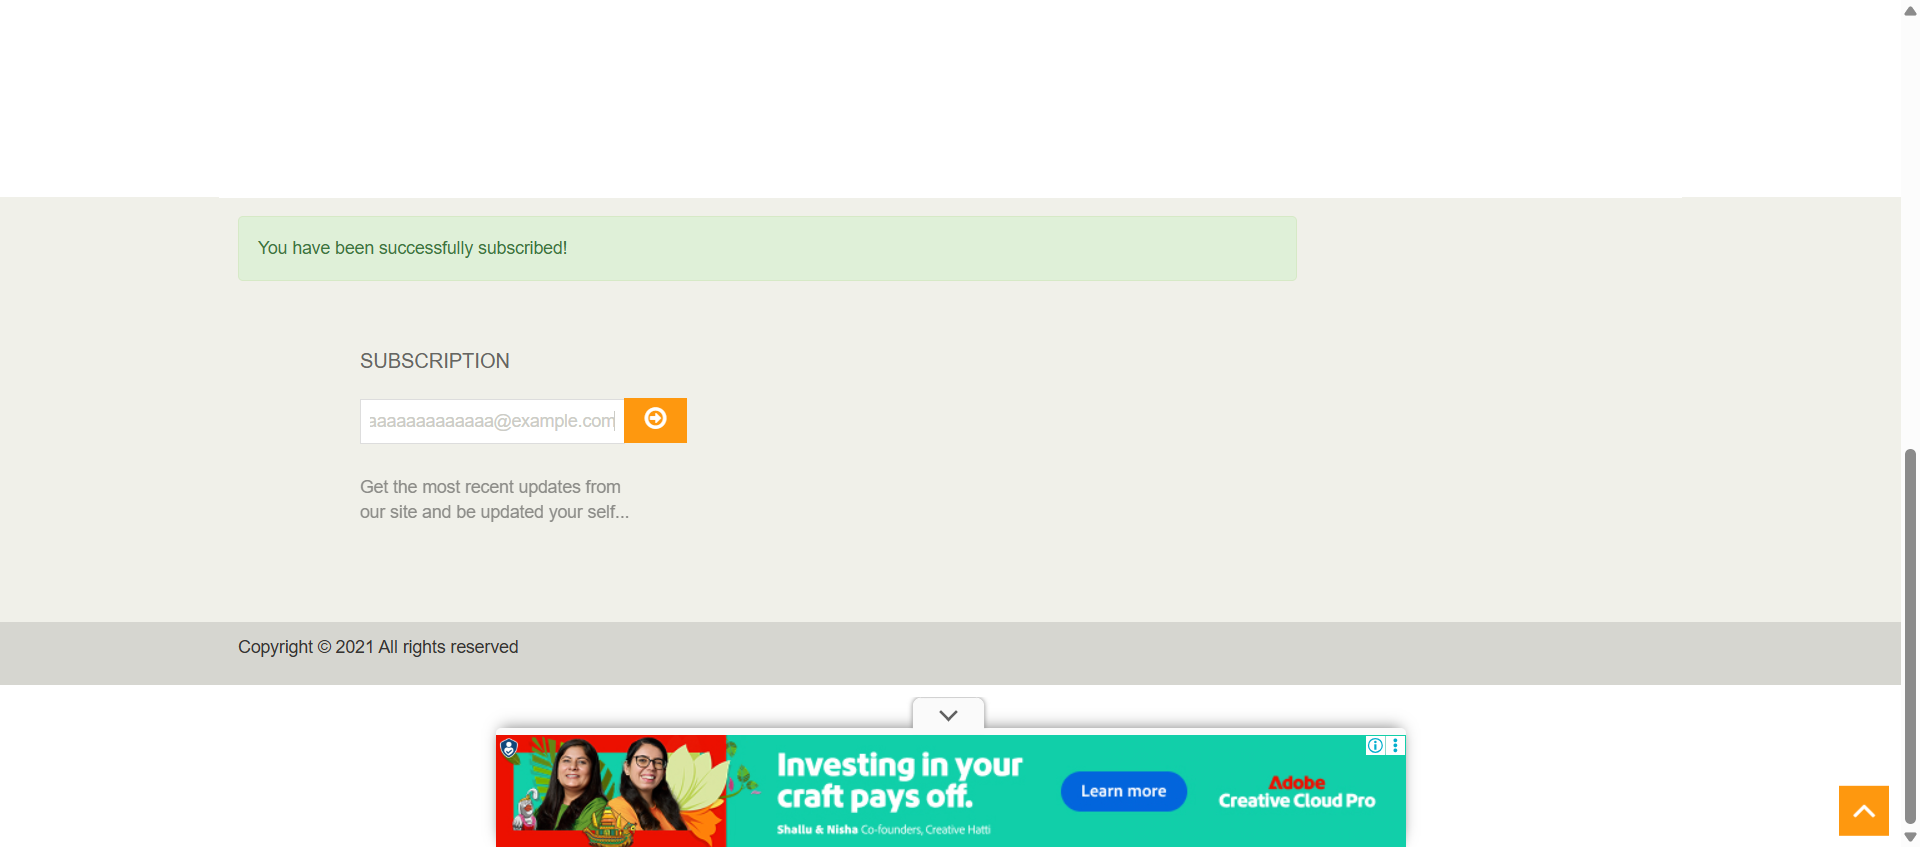 You have been successfully subscribed!
SUBSCRIPTION
aaaaaaaaaaaaa@example.com
Get the most recent updates from
our site and be updated your self...
Copyright © 2021 All rights reserved
Investing in your
craft pays off.
Shallu & Nisha Co-founders, Creative Hatti
Learn more
Adobe
Creative Cloud Pro